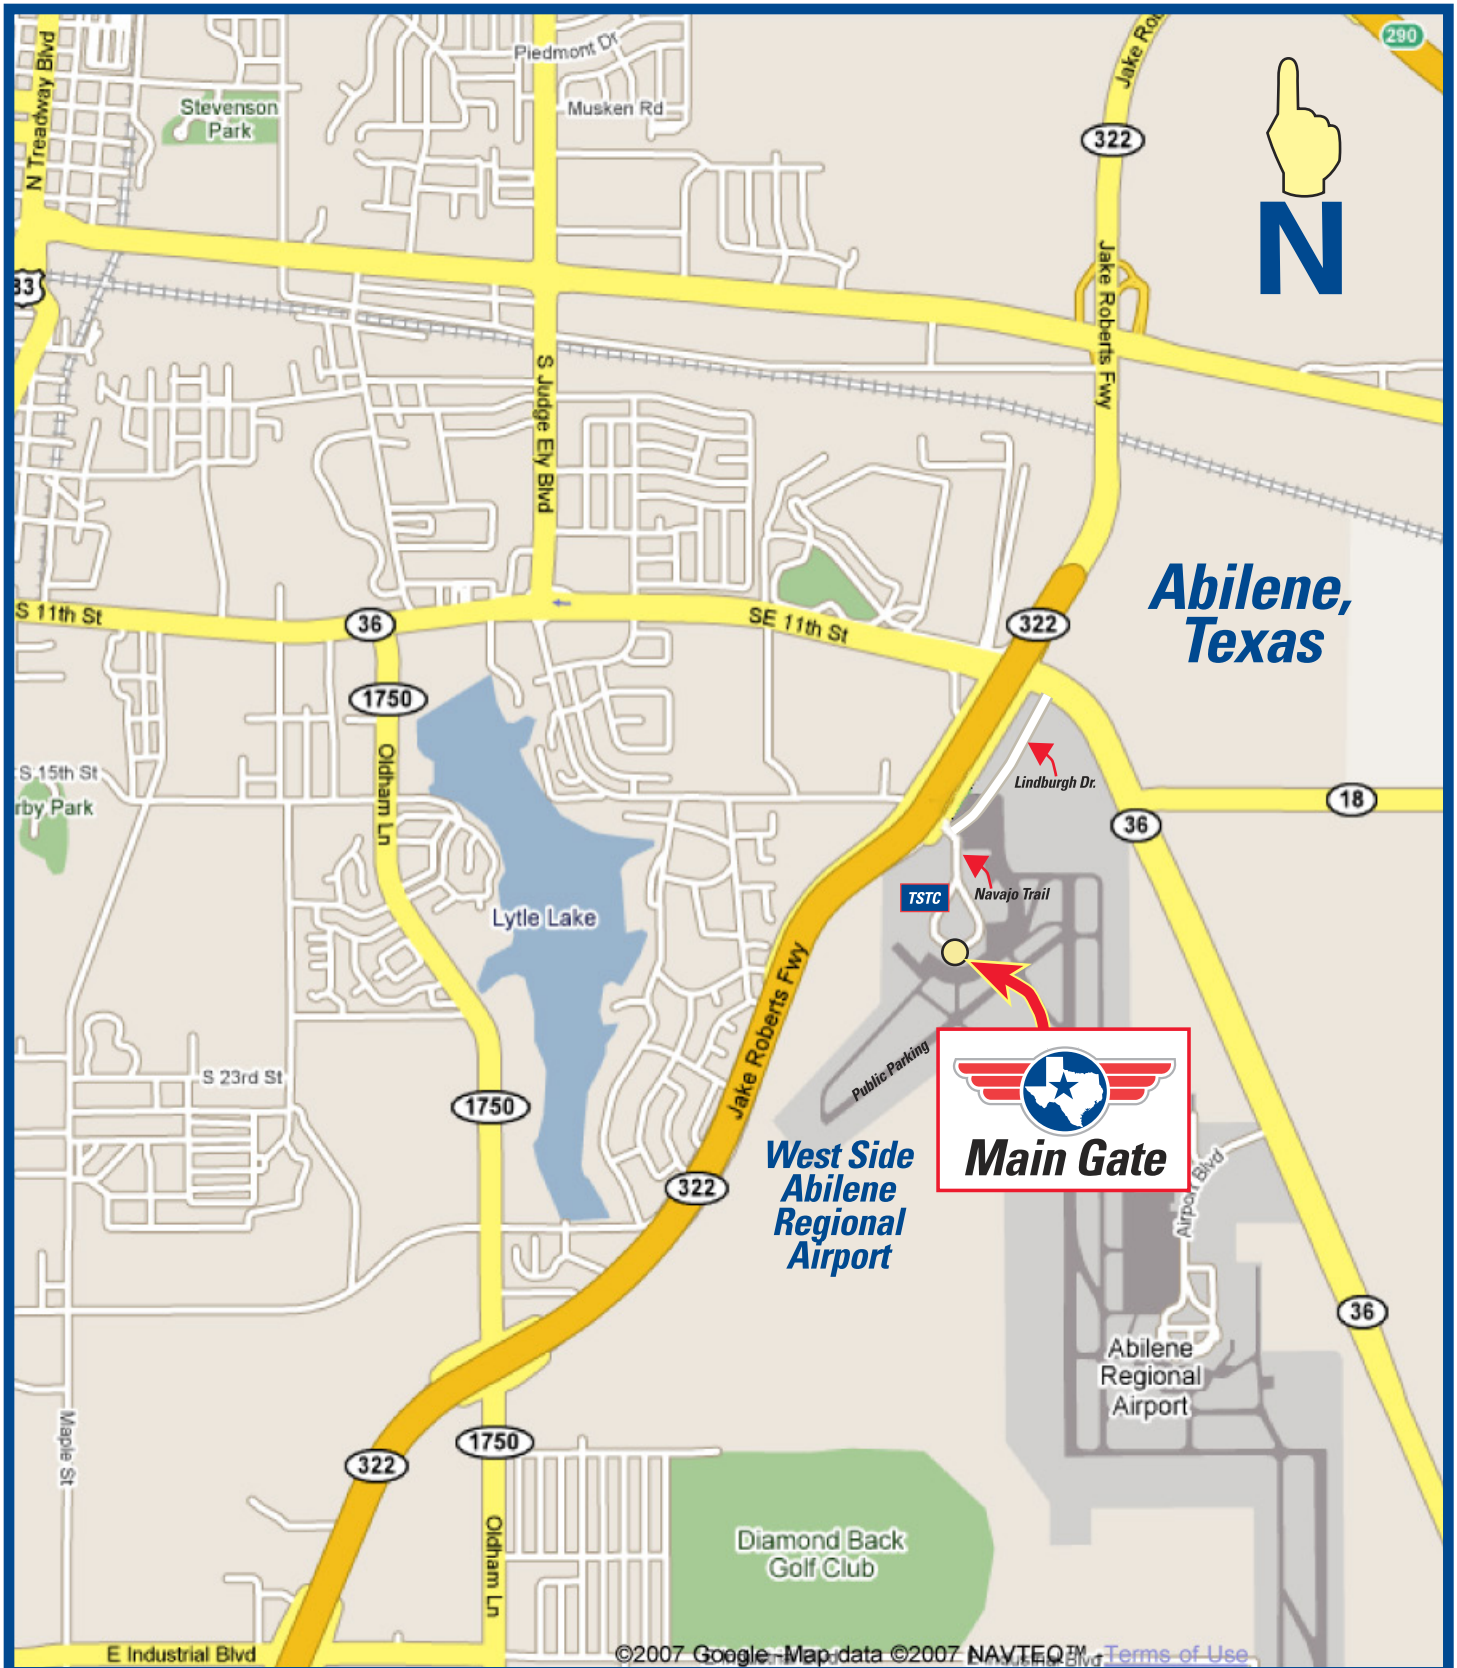 N Treadway Blvd
Piedmont Dr
Jake Ro
290
Stevenson
Park
Musken Rd
322
N
83
Jake Roberts Fwy
S Judge Ely Blvd
Abilene,
Texas
S 11th St
36
SE 11th St
322
1750
Oldham Ln
S 15th St
rby Park
Lindburgh Dr.
18
36
TSTC
Navajo Trail
Lytle Lake
Jake Roberts Fwy
Public Parking
S 23rd St
1750
Main Gate
West Side
Abilene
Regional
Airport
322
Airport Blvd
36
Abilene
Regional
Airport
Maple St
1750
322
Oldham Ln
Diamond Back
Golf Club
E Industrial Blvd
©2007 Google - Map data ©2007 NAVTEQ™ - Terms of Use
E Industrial Blvd
E Industrial Blvd